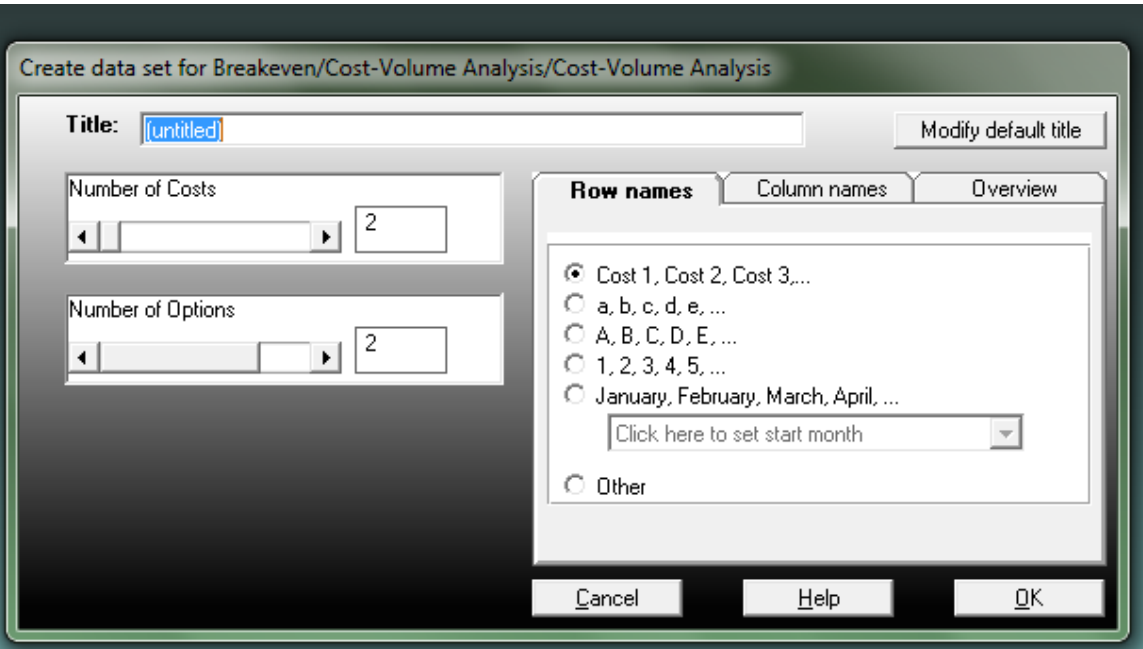 Create data set for Breakeven/Cost-Volume Analysis/Cost-Volume Analysis
Title: (untitled) Modify default title
Number of Costs
2
Number of Options
2
Row names Column names Overview
Cost 1, Cost 2, Cost 3,...
a, b, c, d, e, ...
A, B, C, D, E, ...
1, 2, 3, 4, 5, ...
January, February, March, April, ...
Click here to set start month
Other
Cancel Help OK